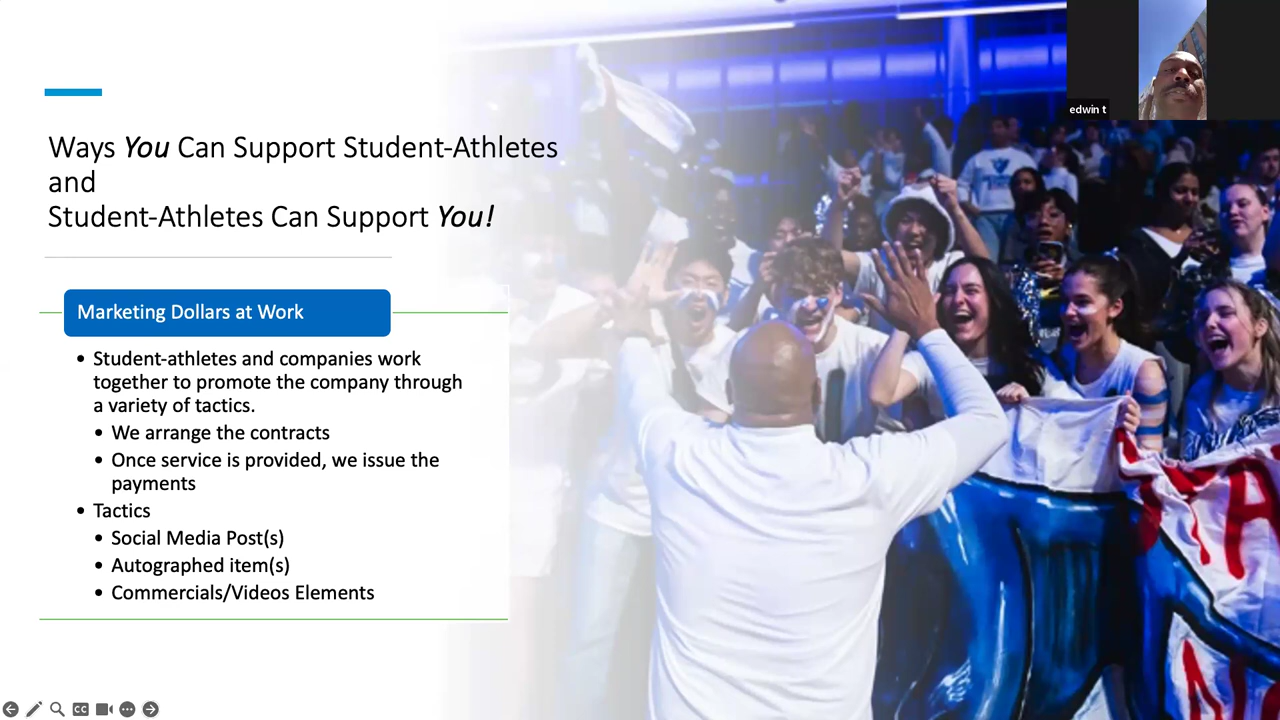 edwin t
Ways You Can Support Student-Athletes
and
Student-Athletes Can Support You!
Marketing Dollars at Work
• Student-athletes and companies work
together to promote the company through
a variety of tactics.
• We arrange the contracts
• Once service is provided, we issue the
payments
• Tactics
• Social Media Post(s)
• Autographed item(s)
• Commercials/Videos Elements
CC